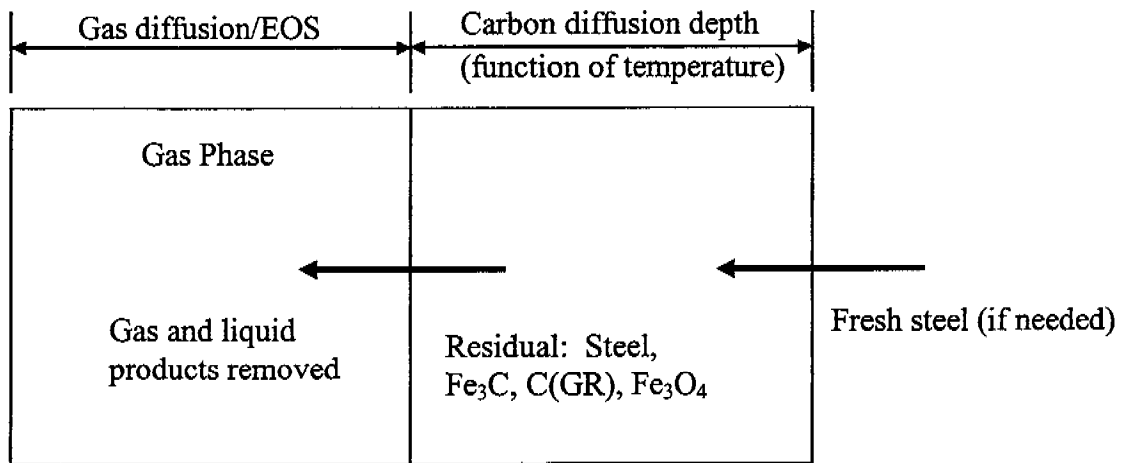 Gas diffusion/EOS
Carbon diffusion depth
(function of temperature)
Gas Phase
Gas and liquid
products removed
Residual: Steel,
Fe₃C, C(GR), Fe₃O₄
Fresh steel (if needed)